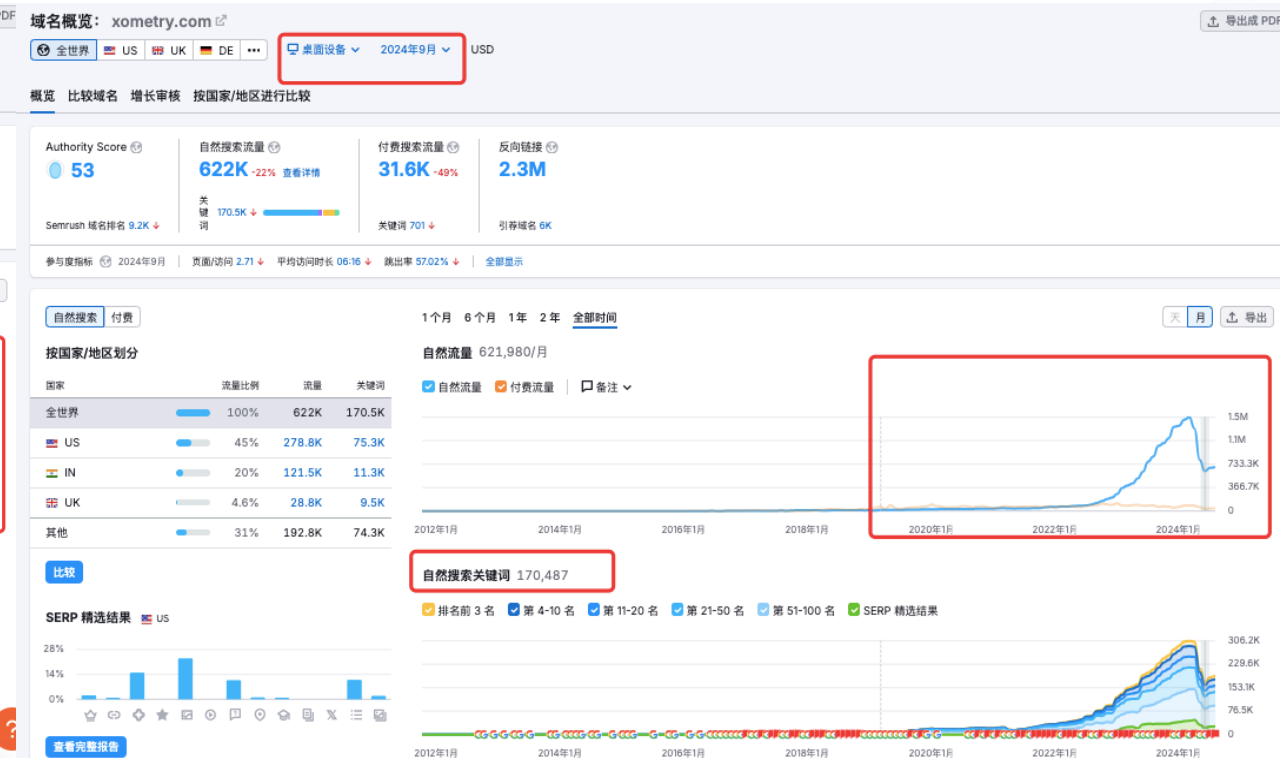 PDF
域名概览： xometry.com
导出成 PDF
全世界 US UK DE ••• 桌面设备 2024年9月 USD
概览 比较域名 增长审核 按国家/地区进行比较
Authority Score 自然搜索流量 付费搜索流量 反向链接
53 622K -22% 查看详情 31.6K -49% 2.3M
关键词 170.5K
Semrush 域名排名 9.2K ↓ 关键词 701 ↓ 引荐域名 6K
参与度指标 2024年9月 页面/访问 2.71 ↓ 平均访问时长 06:16 ↓ 跳出率 57.02% ↓ 全部显示
自然搜索 付费
按国家/地区划分
国家 流量比例 流量 关键词
全世界 100% 622K 170.5K
US 45% 278.8K 75.3K
IN 20% 121.5K 11.3K
UK 4.6% 28.8K 9.5K
其他 31% 192.8K 74.3K
比较
SERP 精选结果 US
28%
14%
0%
查看完整报告
?
1 个月 6 个月 1 年 2 年 全部时间 天 月 导出
自然流量 621,980/月
自然流量 付费流量 备注
1.5M
1.1M
733.3K
366.7K
0
2012年1月 2014年1月 2016年1月 2018年1月 2020年1月 2022年1月 2024年1月
自然搜索关键词 170,487
排名前 3 名 第 4-10 名 第 11-20 名 第 21-50 名 第 51-100 名 SERP 精选结果
306.2K
229.6K
153.1K
76.5K
0
2012年1月 2014年1月 2016年1月 2018年1月 2020年1月 2022年1月 2024年1月